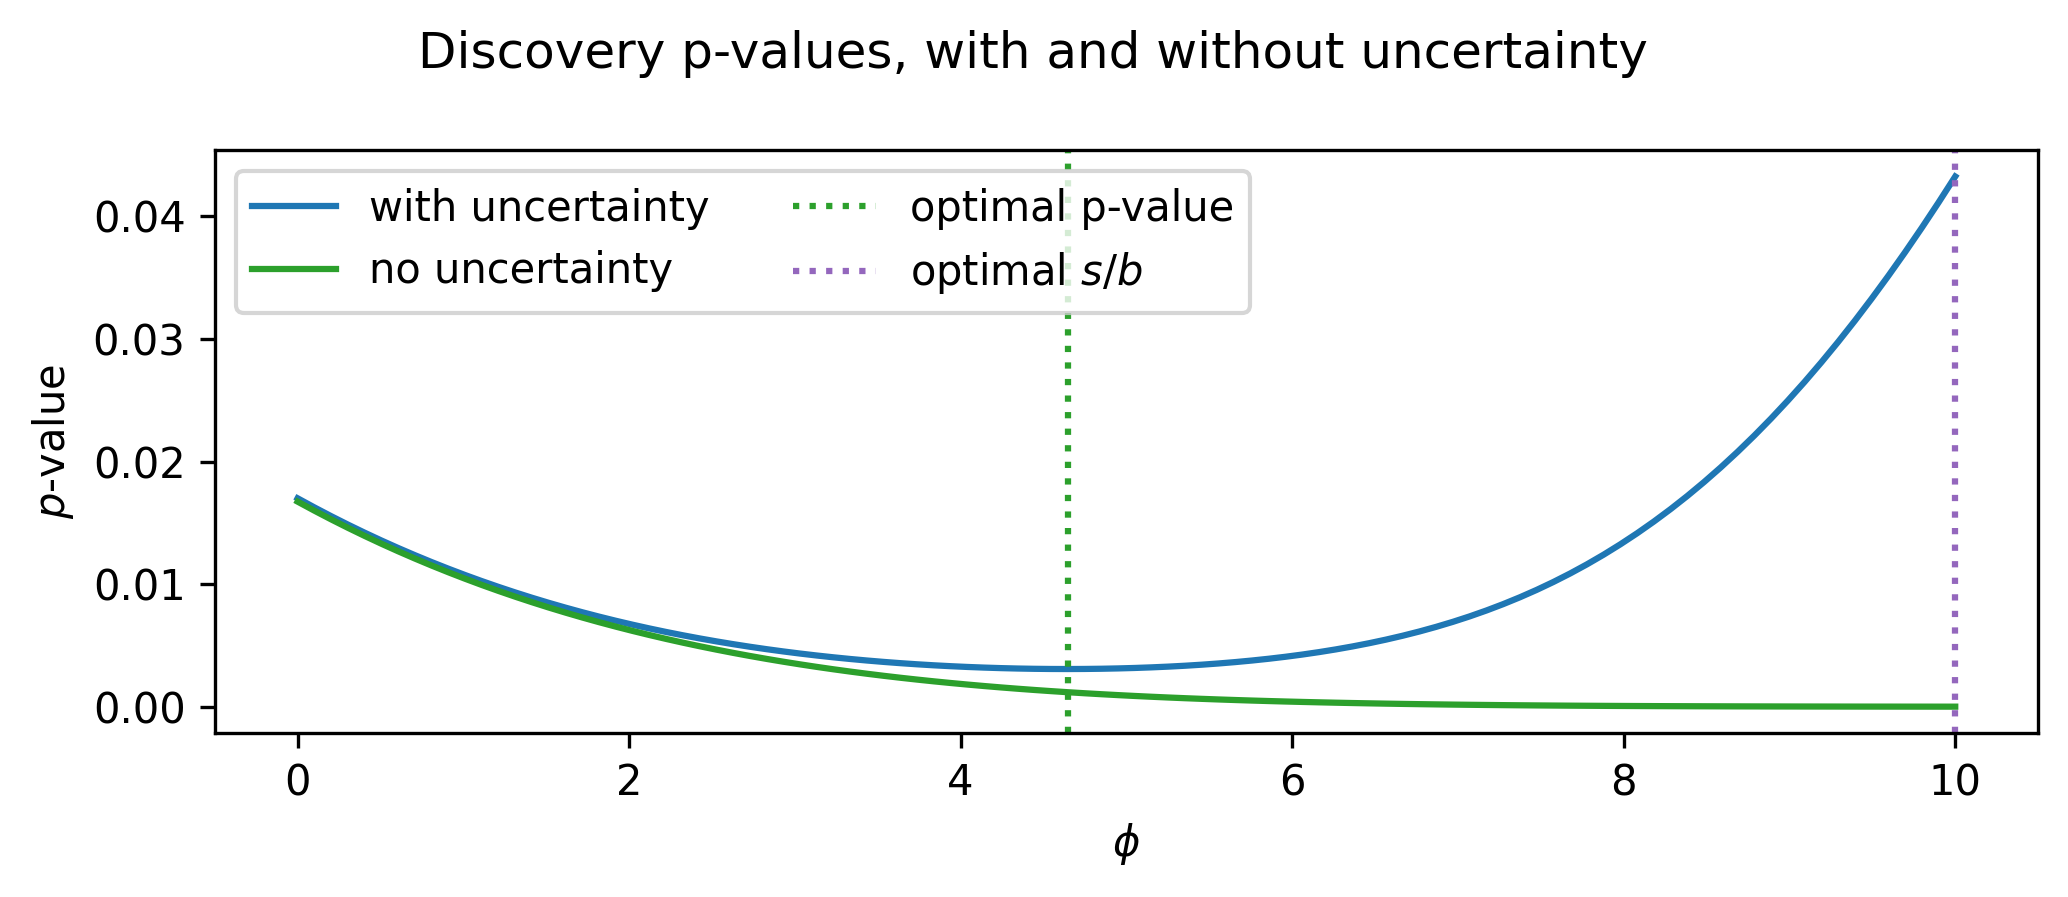 Discovery p-values, with and without uncertainty
with uncertainty
no uncertainty
optimal p-value
optimal s/b
0.04
0.03
0.02
0.01
0.00
p-value
0 2 4 6 8 10
ϕ